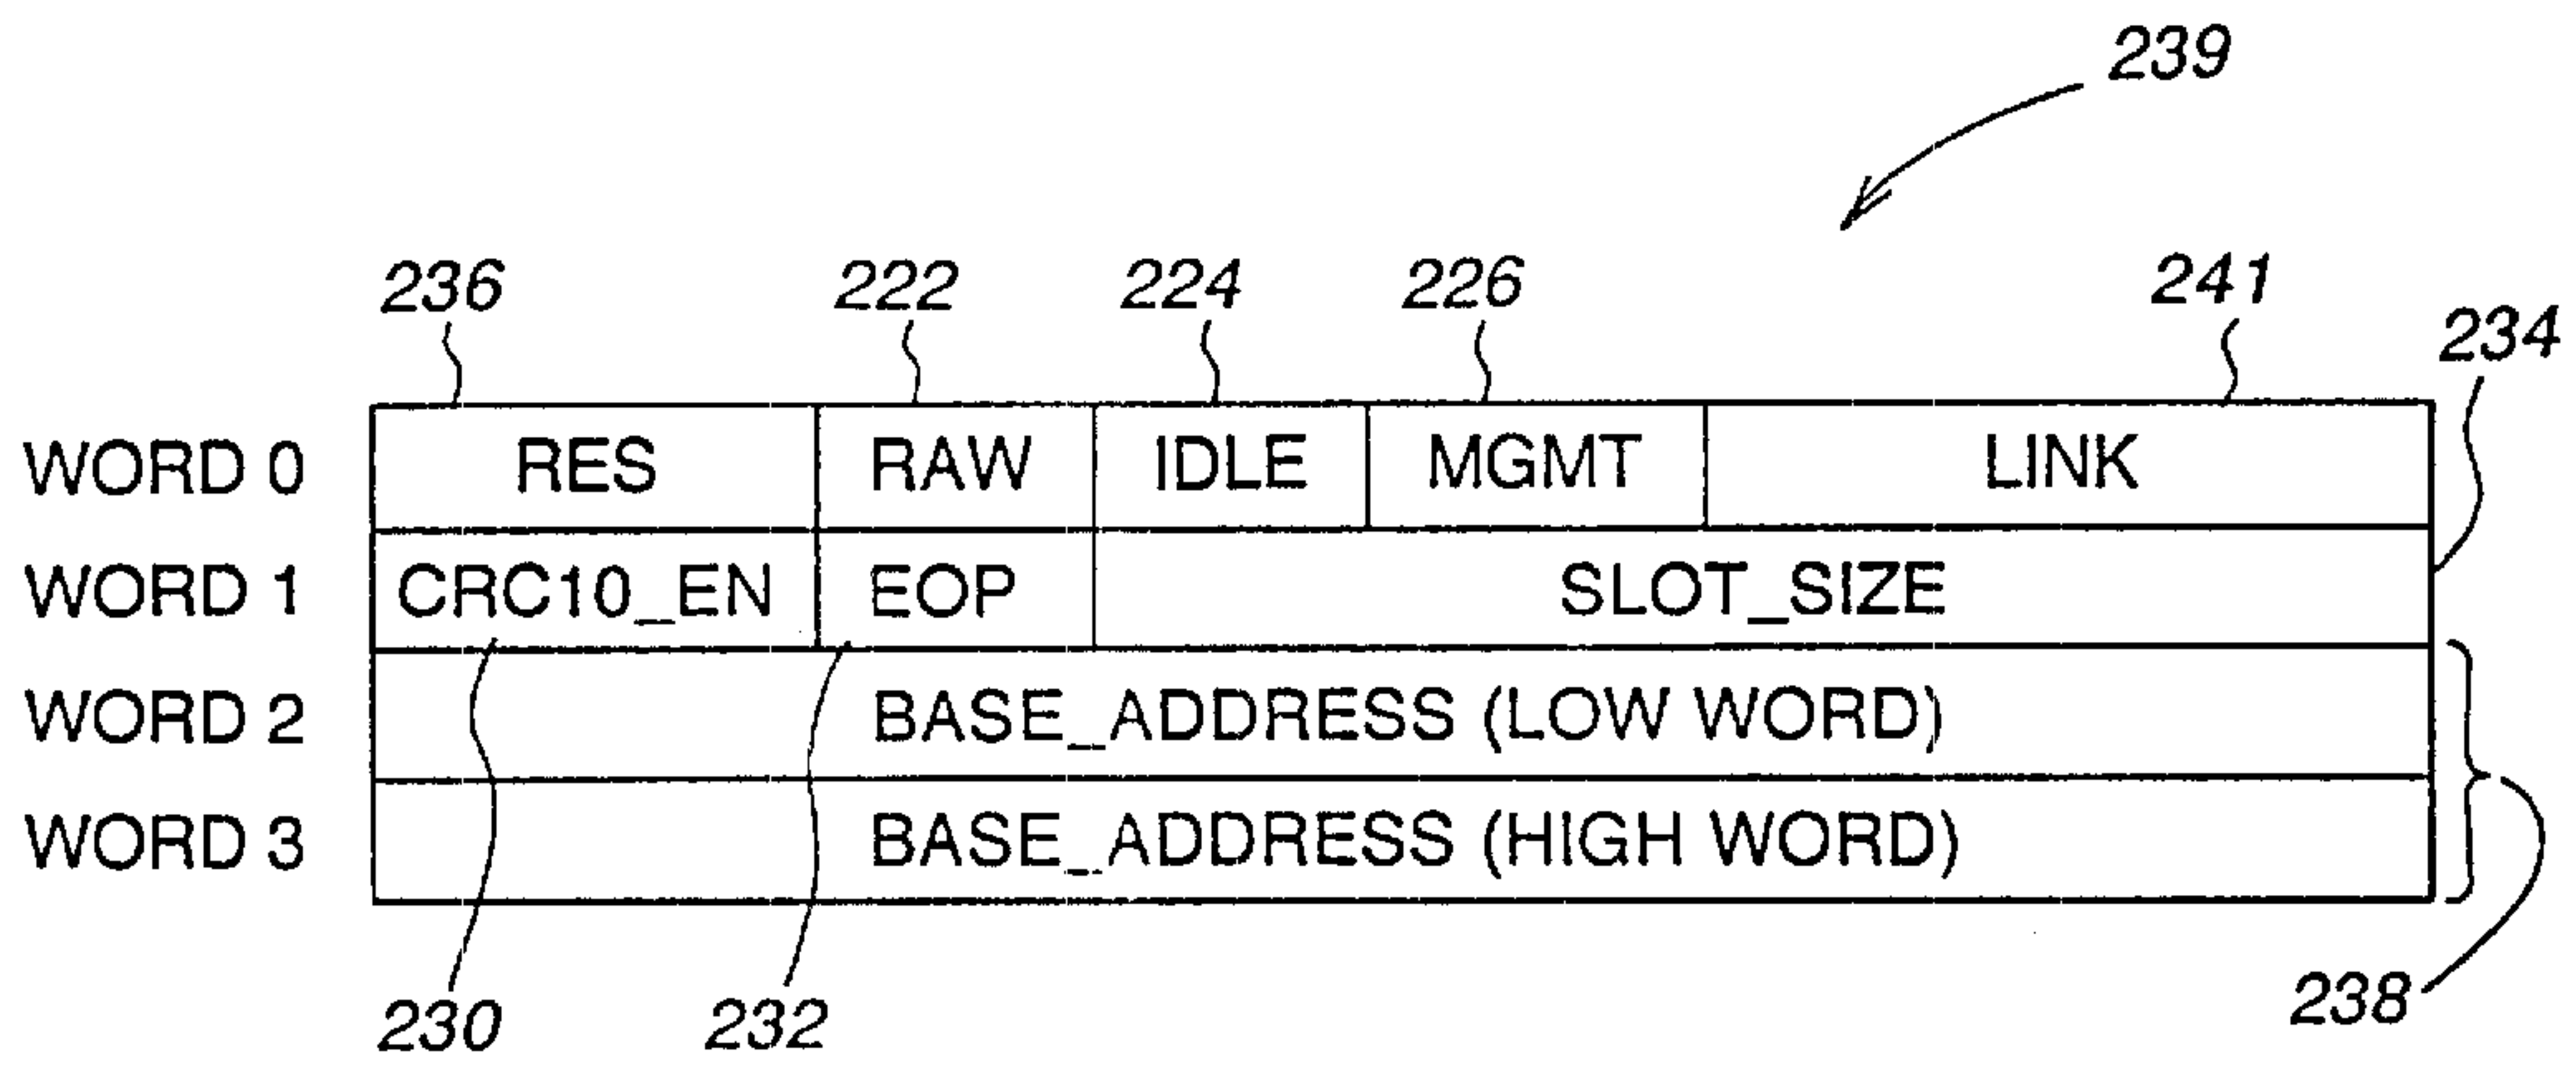 239
236 222 224 226 241 234
WORD 0 RES RAW IDLE MGMT LINK
WORD 1 CRC10_EN EOP SLOT_SIZE
WORD 2 BASE_ADDRESS (LOW WORD)
WORD 3 BASE_ADDRESS (HIGH WORD)
230 232 238